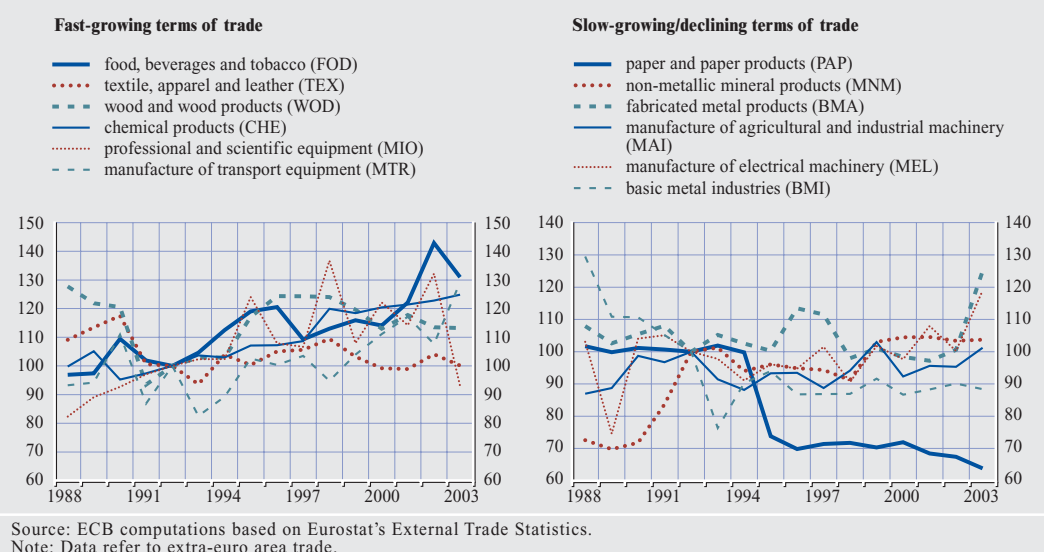 Fast-growing terms of trade
food, beverages and tobacco (FOD)
textile, apparel and leather (TEX)
wood and wood products (WOD)
chemical products (CHE)
professional and scientific equipment (MIO)
manufacture of transport equipment (MTR)
150 150
140 140
130 130
120 120
110 110
100 100
90 90
80 80
70 70
60 60
1988 1991 1994 1997 2000 2003
Slow-growing/declining terms of trade
paper and paper products (PAP)
non-metallic mineral products (MNM)
fabricated metal products (BMA)
manufacture of agricultural and industrial machinery
(MAI)
manufacture of electrical machinery (MEL)
basic metal industries (BMI)
140 140
130 130
120 120
110 110
100 100
90 90
80 80
70 70
60 60
1988 1991 1994 1997 2000 2003
Source: ECB computations based on Eurostat's External Trade Statistics.
Note: Data refer to extra-euro area trade.